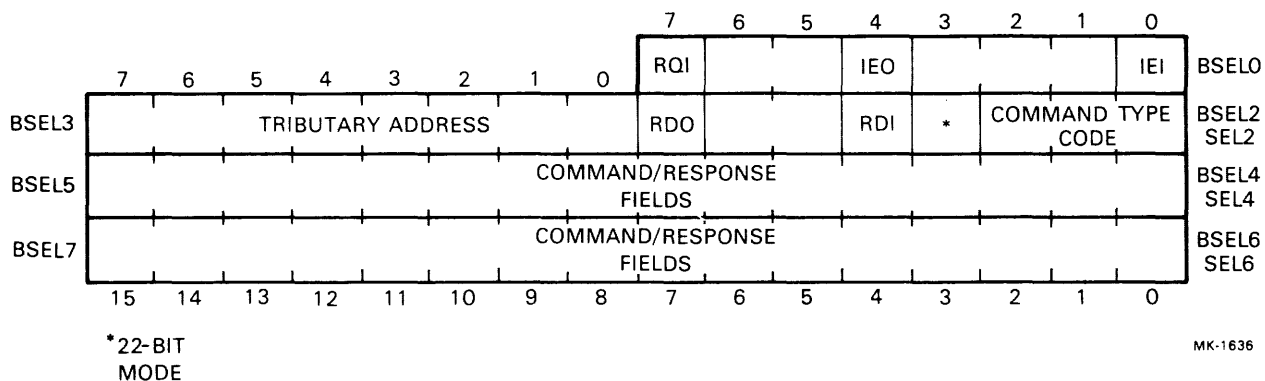 7 6 5 4 3 2 1 0
RQI IEO IEI BSEL0
7 6 5 4 3 2 1 0
BSEL3 TRIBUTARY ADDRESS RDO RDI * COMMAND TYPE CODE BSEL2
SEL2
BSEL5 COMMAND/RESPONSE FIELDS BSEL4
SEL4
BSEL7 COMMAND/RESPONSE FIELDS BSEL6
SEL6
15 14 13 12 11 10 9 8 7 6 5 4 3 2 1 0
*22-BIT
MODE
MK-1636